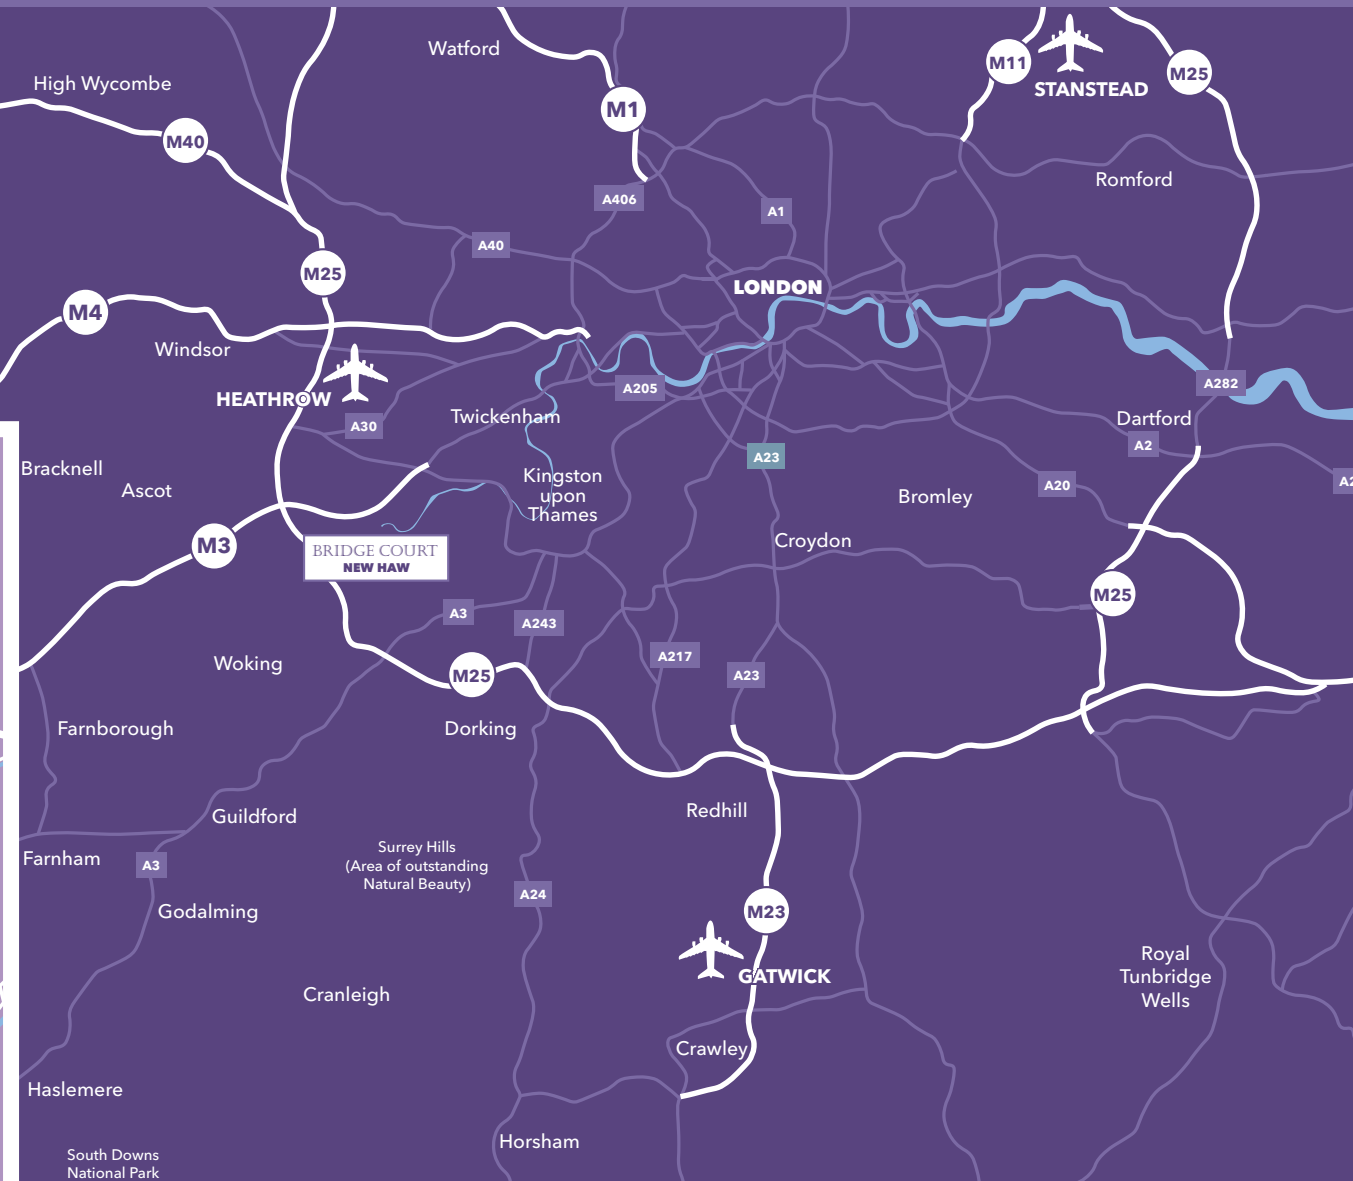 Watford
M11
STANSTEAD
M25
High Wycombe
M1
M40
A406
A1
Romford
A40
M25
LONDON
M4
Windsor
HEATHROW
A205
A282
Twickenham
A30
Dartford
A2
A23
Bracknell
Ascot
Kingston
upon
Thames
A20
Bromley
M3
BRIDGE COURT
NEW HAW
Croydon
M25
A3
A243
Woking
A217
M25
A23
Farnborough
Dorking
Guildford
Redhill
Surrey Hills
(Area of outstanding
Natural Beauty)
Farnham
A3
A24
Godalming
M23
GATWICK
Royal
Tunbridge
Wells
Cranleigh
Crawley
Haslemere
Horsham
South Downs
National Park